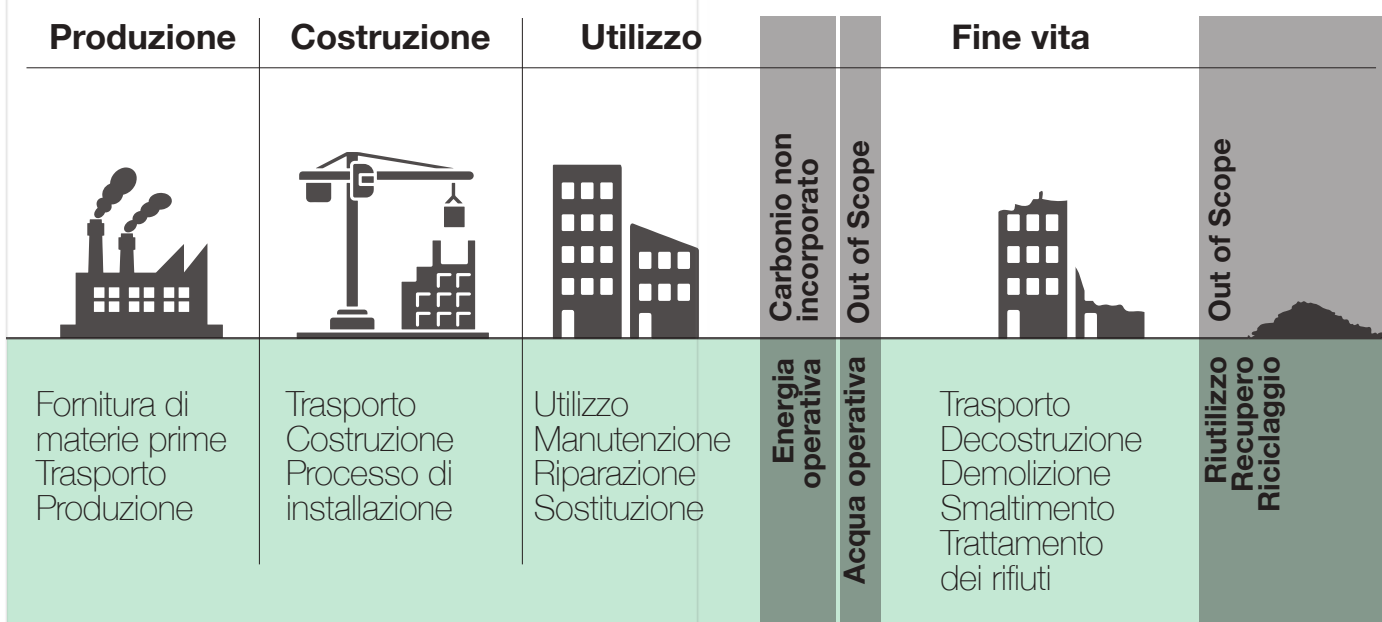 Produzione
Costruzione
Utilizzo
Fine vita
Carbonio non
incorporato
Out of Scope
Out of Scope
Fornitura di
materie prime
Trasporto
Produzione
Trasporto
Costruzione
Processo di
installazione
Utilizzo
Manutenzione
Riparazione
Sostituzione
Energia
operativa
Acqua operativa
Trasporto
Decostruzione
Demolizione
Smaltimento
Trattamento
dei rifiuti
Riutilizzo
Recupero
Riciclaggio